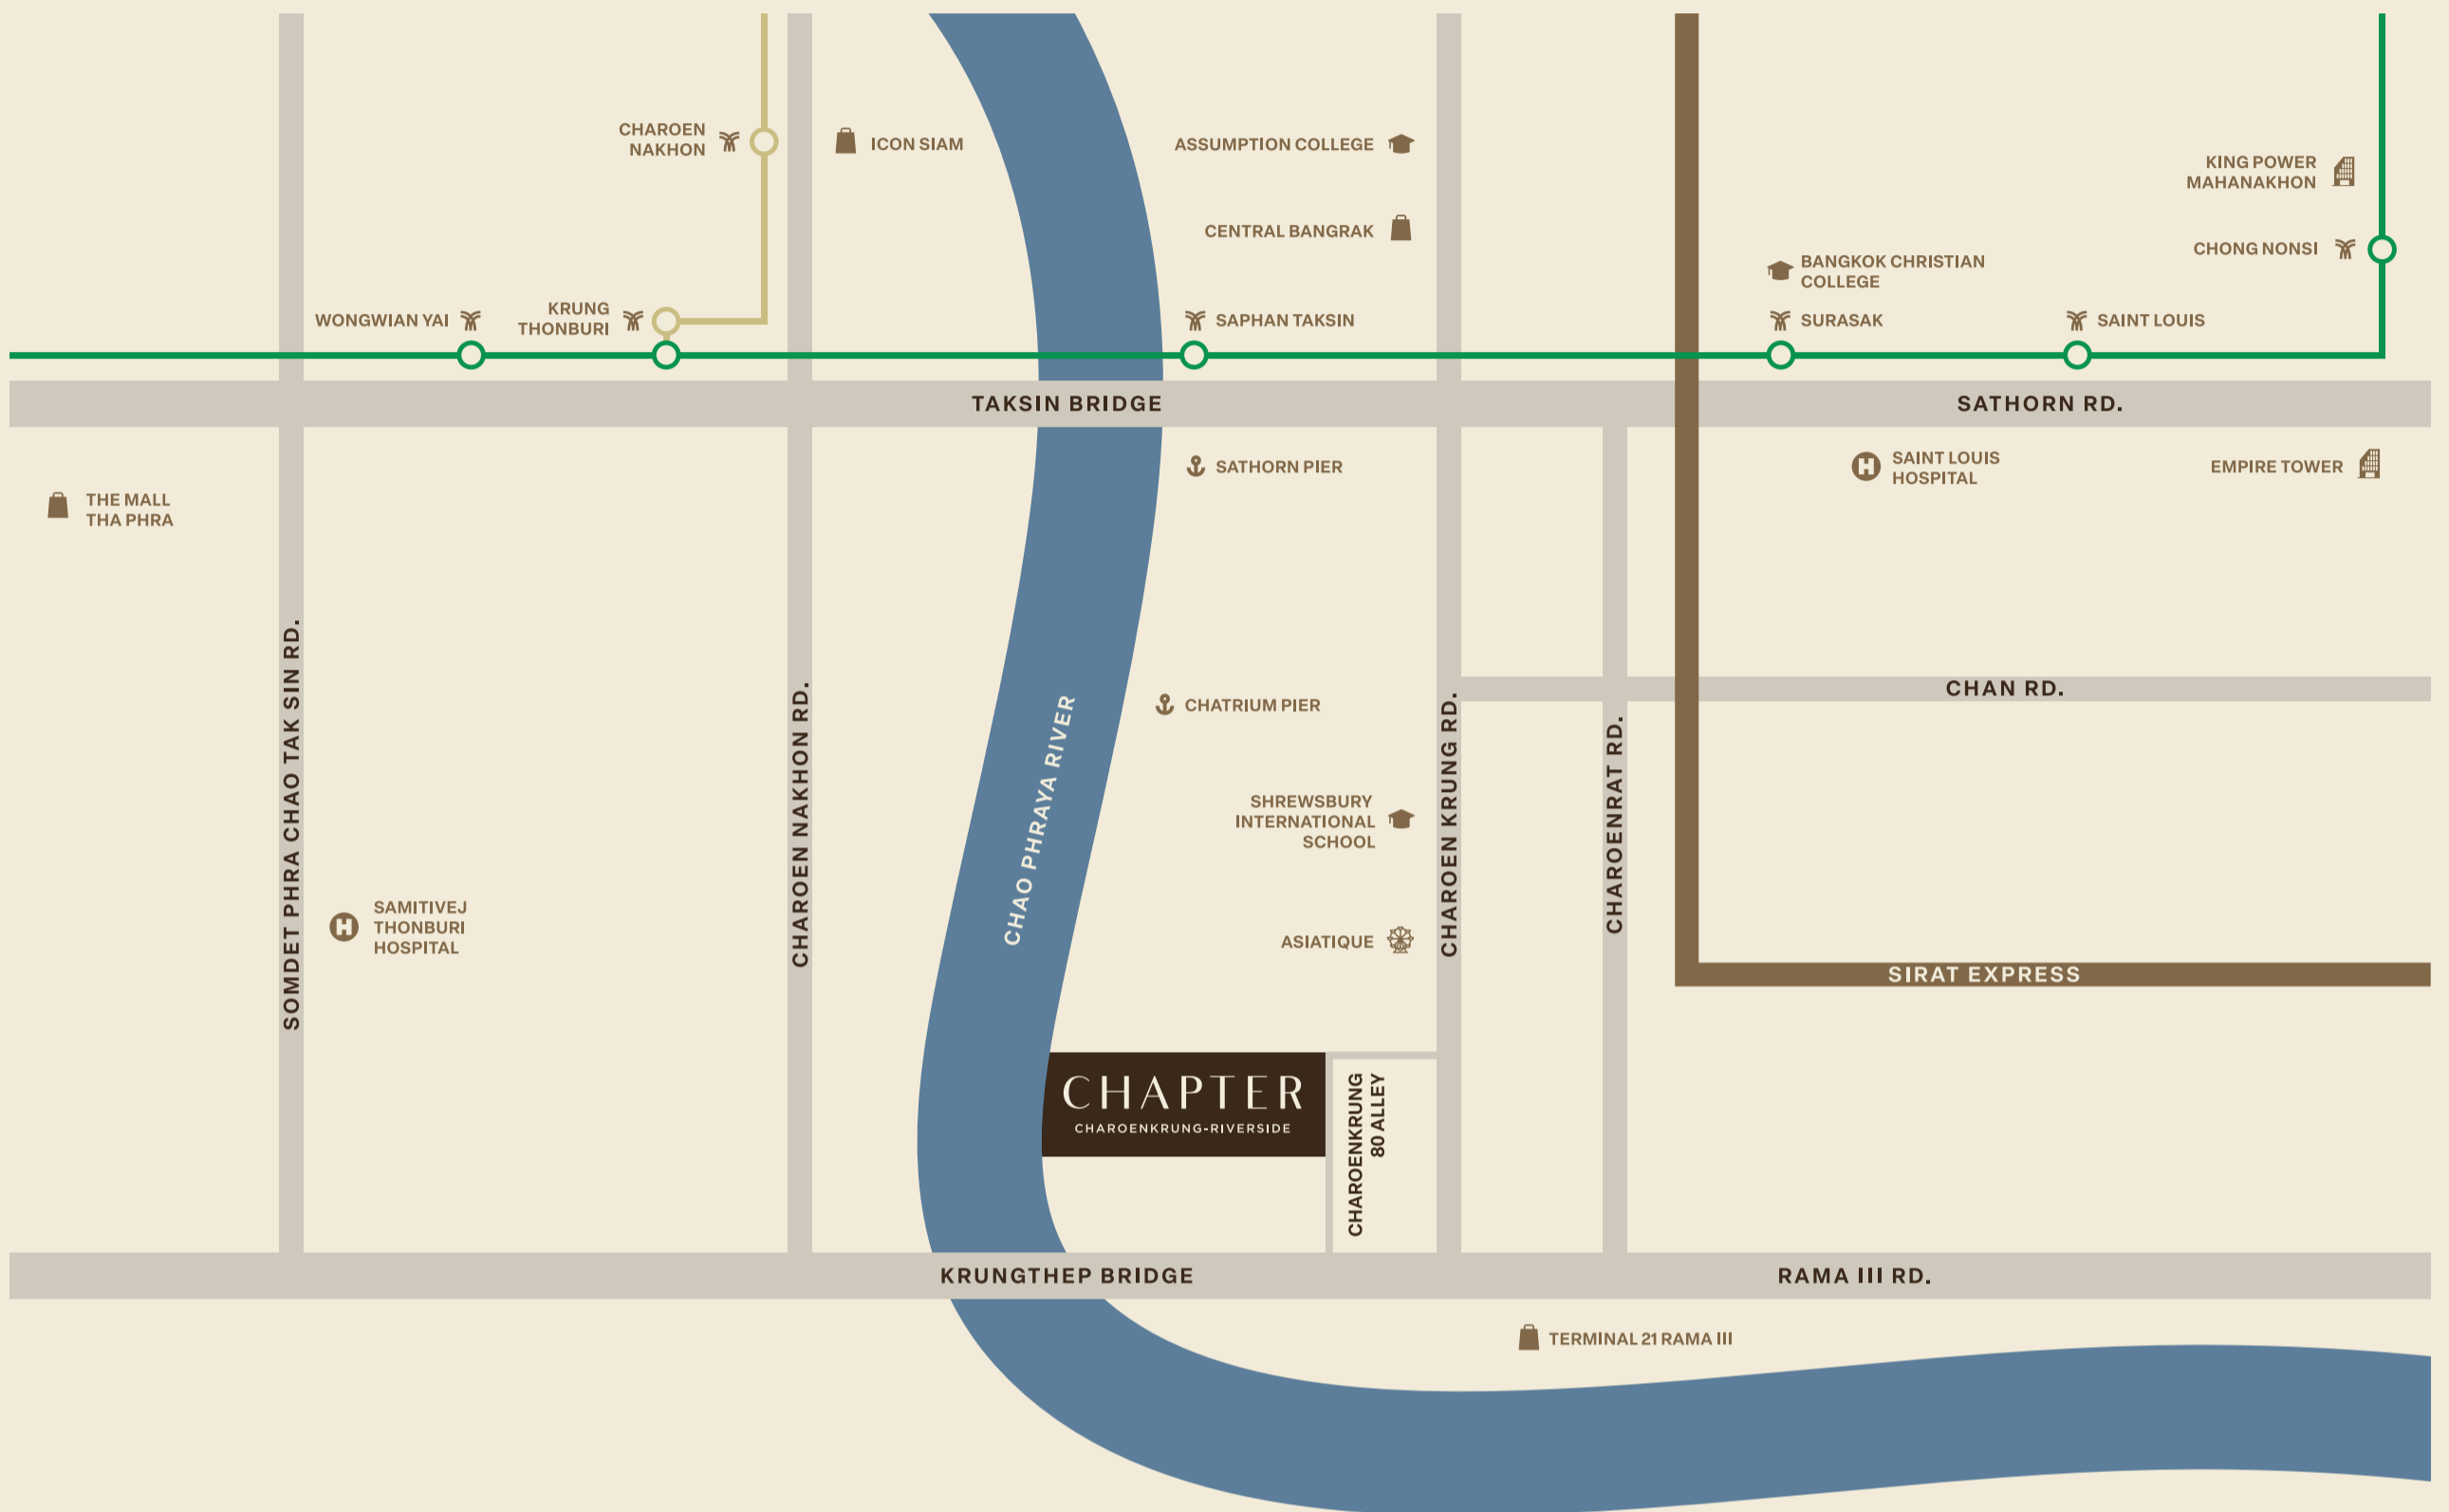 CHAROEN
NAKHON
ICON SIAM
ASSUMPTION COLLEGE
KING POWER
MAHANAKHON
CENTRAL BANGRAK
CHONG NONSI
BANGKOK CHRISTIAN
COLLEGE
WONGWIAN YAI
KRUNG
THONBURI
SAPHAN TAKSIN
SURASAK
SAINT LOUIS
TAKSIN BRIDGE
SATHORN RD.
SATHORN PIER
SAINT LOUIS
HOSPITAL
EMPIRE TOWER
THE MALL
THA PHRA
SOMDET PHRA CHAO TAK SIN RD.
CHAROEN NAKHON RD.
CHAO PHRAYA RIVER
CHATRIUM PIER
CHAROEN KRUNG RD.
CHAROENRAT RD.
CHAN RD.
SHREWSBURY
INTERNATIONAL
SCHOOL
SAMITIVEJ
THONBURI
HOSPITAL
ASIATIQUE
SIRAT EXPRESS
CHAPTER
CHAROENKRUNG-RIVERSIDE
CHAROENKRUNG
80 ALLEY
KRUNGTHEP BRIDGE
RAMA III RD.
TERMINAL 21 RAMA III